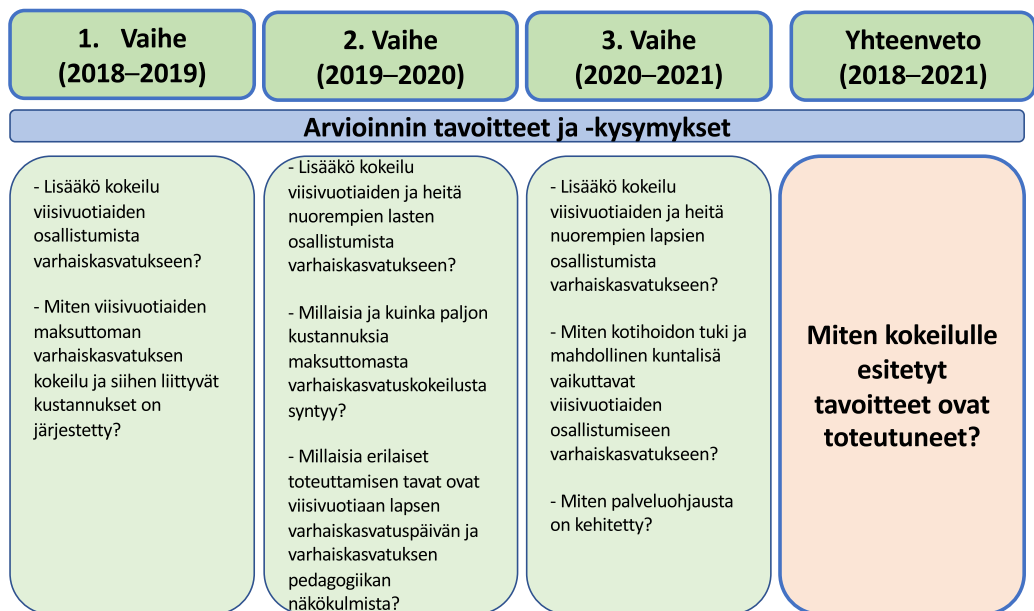 1. Vaihe
(2018–2019)
2. Vaihe
(2019–2020)
3. Vaihe
(2020–2021)
Yhteenveto
(2018–2021)
Arvioinnin tavoitteet ja -kysymykset
- Lisääkö kokeilu
viisivuotiaiden
osallistumista
varhaiskasvatukseen?
- Miten viisivuotiaiden
maksuttoman
varhaiskasvatuksen
kokeilu ja siihen liittyvät
kustannukset on
järjestetty?
- Lisääkö kokeilu
viisivuotiaiden ja heitä
nuorempien lasten
osallistumista
varhaiskasvatukseen?
- Millaisia ja kuinka paljon
kustannuksia
maksuttomasta
varhaiskasvatuskokeilusta
syntyy?
- Millaisia erilaiset
toteuttamisen tavat ovat
viisivuotiaan lapsen
varhaiskasvatuspäivän ja
varhaiskasvatuksen
pedagogiikan
näkökulmista?
- Lisääkö kokeilu
viisivuotiaiden ja heitä
nuorempien lapsien
osallistumista
varhaiskasvatukseen?
- Miten kotihoidon tuki ja
mahdollinen kuntalisä
vaikuttavat
viisivuotiaiden
osallistumiseen
varhaiskasvatukseen?
- Miten palveluohjausta
on kehitetty?
Miten kokeilulle
esitetyt
tavoitteet ovat
toteutuneet?